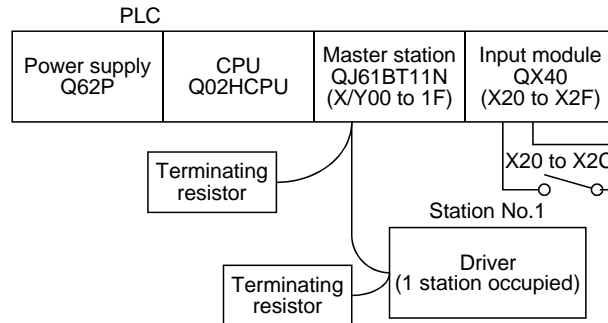 PLC
Power supply
Q62P
CPU
Q02HCPU
Master station
QJ61BT11N
(X/Y00 to 1F)
Input module
QX40
(X20 to X2F)
Terminating
resistor
X20 to X2C
Station No.1
Driver
(1 station occupied)
Terminating
resistor